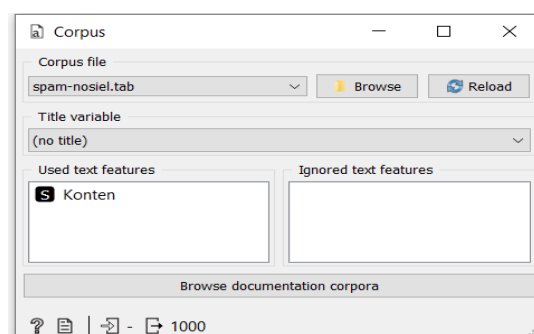 Corpus
Corpus file
spam-nosiel.tab
Browse
Reload
Title variable
(no title)
Used text features
Ignored text features
S Konten
Browse documentation corpora
? - 1000